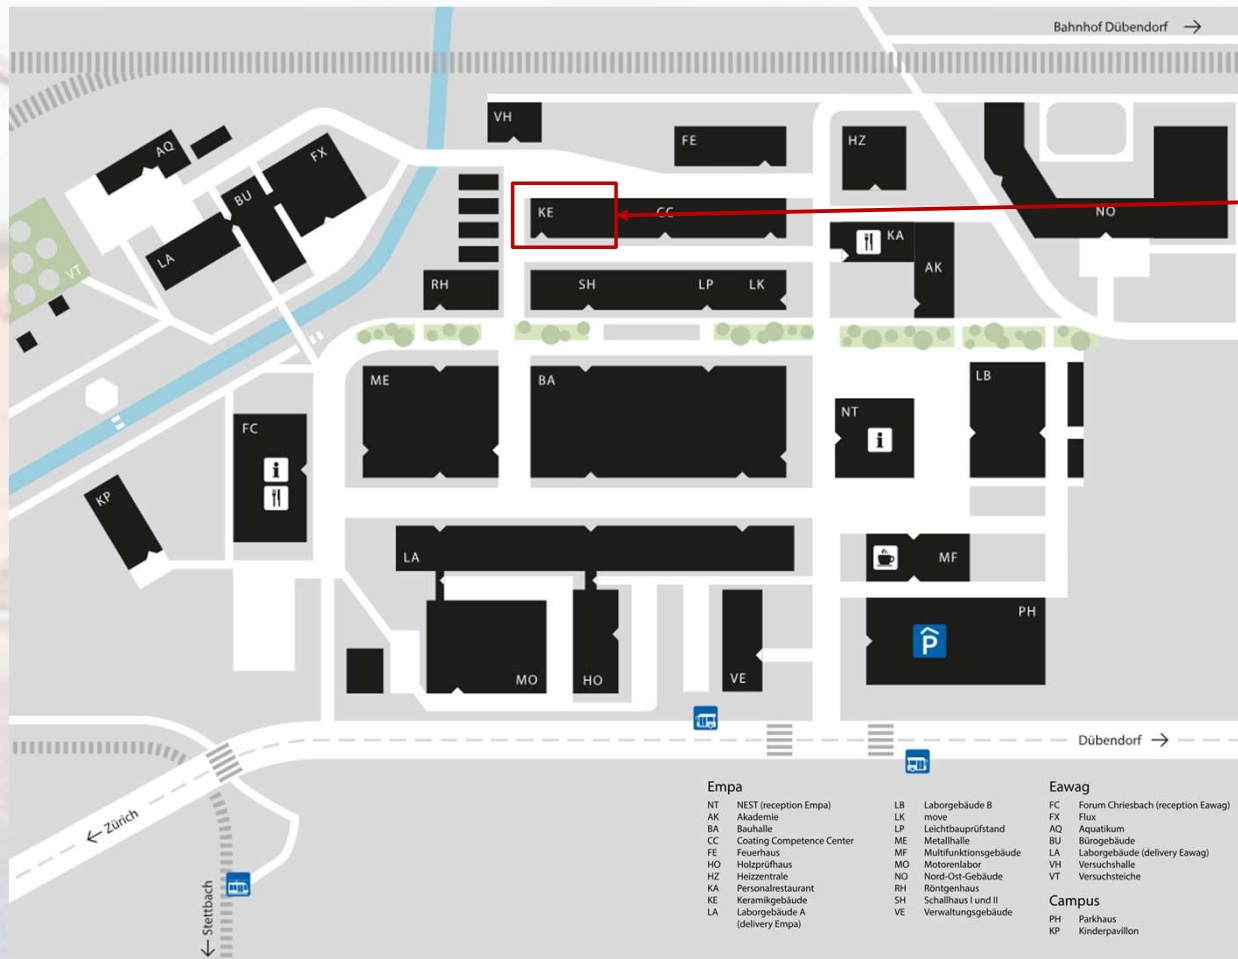 Bahnhof Dübendorf →
VH
FE
HZ
AQ
FX
BU
KE
CC
NO
KA
LA
VT
AK
RH
SH
LP
LK
ME
BA
LB
NT
i
FC
i
KP
LA
MF
PH
P
MO
HO
VE
Dübendorf →
← Zürich
← Stettbach
Empa
NT NEST (reception Empa)
AK Akademie
BA Bauhalle
CC Coating Competence Center
FE Feuerhaus
HO Holzprüfhaus
HZ Heizzentrale
KA Personalrestaurant
KE Keramikgebäude
LA Laborgebäude A
(delivery Empa)
LB Laborgebäude B
LK move
LP Leichtbauprüfstand
ME Metallhalle
MF Multifunktionsgebäude
MO Motorenlabor
NO Nord-Ost-Gebäude
RH Röntgenhaus
SH Schallhaus I und II
VE Verwaltungsgebäude
Eawag
FC Forum Chriesbach (reception Eawag)
FX Flux
AQ Aquatikum
BU Bürogebäude
LA Laborgebäude (delivery Eawag)
VH Versuchshalle
VT Versuchsteiche
Campus
PH Parkhaus
KP Kinderpavillon